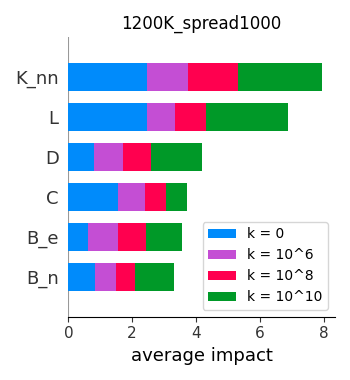 1200K_spread1000
K_nn
L
D
C
B_e
B_n
k = 0
k = 10^6
k = 10^8
k = 10^10
0 2 4 6 8
average impact